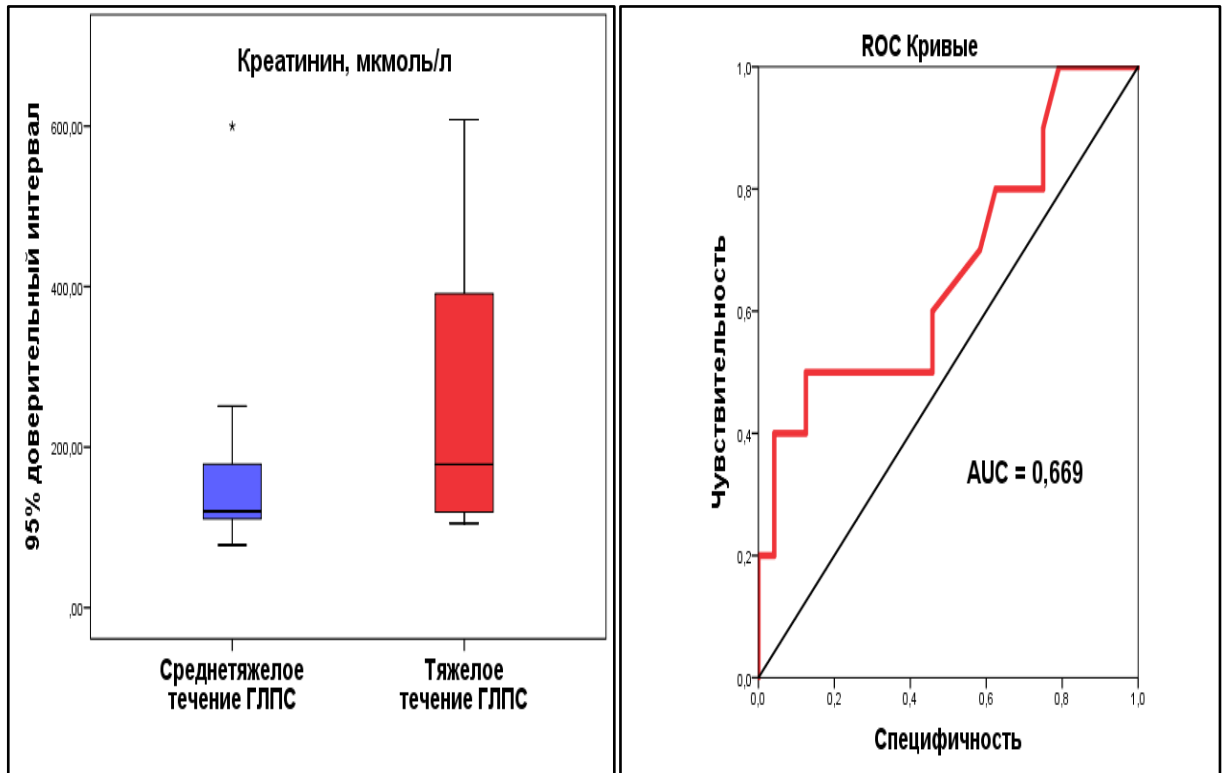 Креатинин, мкмоль/л
95% доверительный интервал
600,00
*
400,00
200,00
,00
Среднетяжелое
течение ГЛПС
Тяжелое
течение ГЛПС
ROC Кривые
Чувствительность
1,0
0,8
0,6
0,4
0,2
0,0
AUC = 0,669
0,0 0,2 0,4 0,6 0,8 1,0
Специфичность